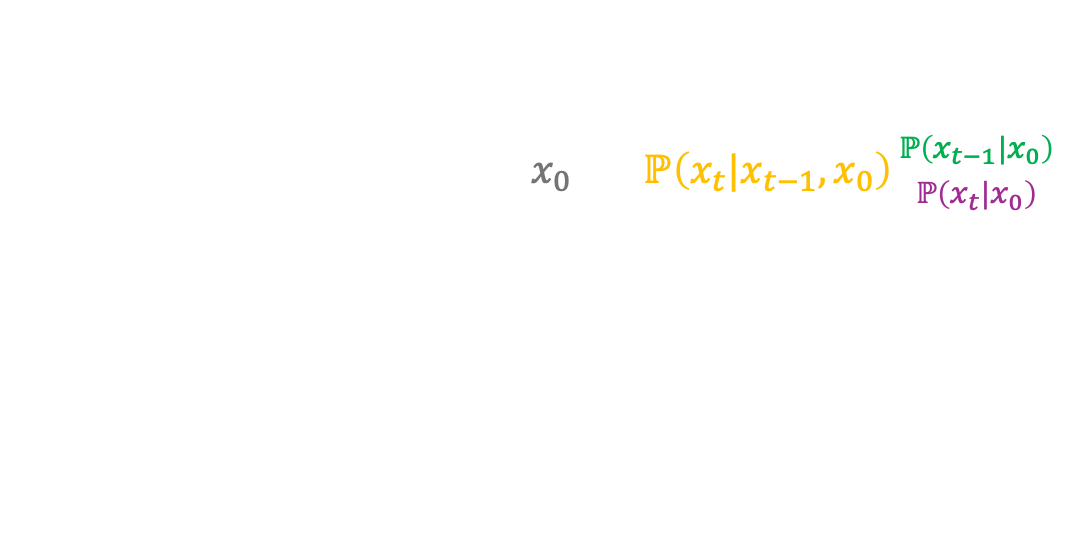 x₀ ℙ(xₜ|xₜ₋₁, x₀) ℙ(xₜ₋₁|x₀)
ℙ(xₜ|x₀)